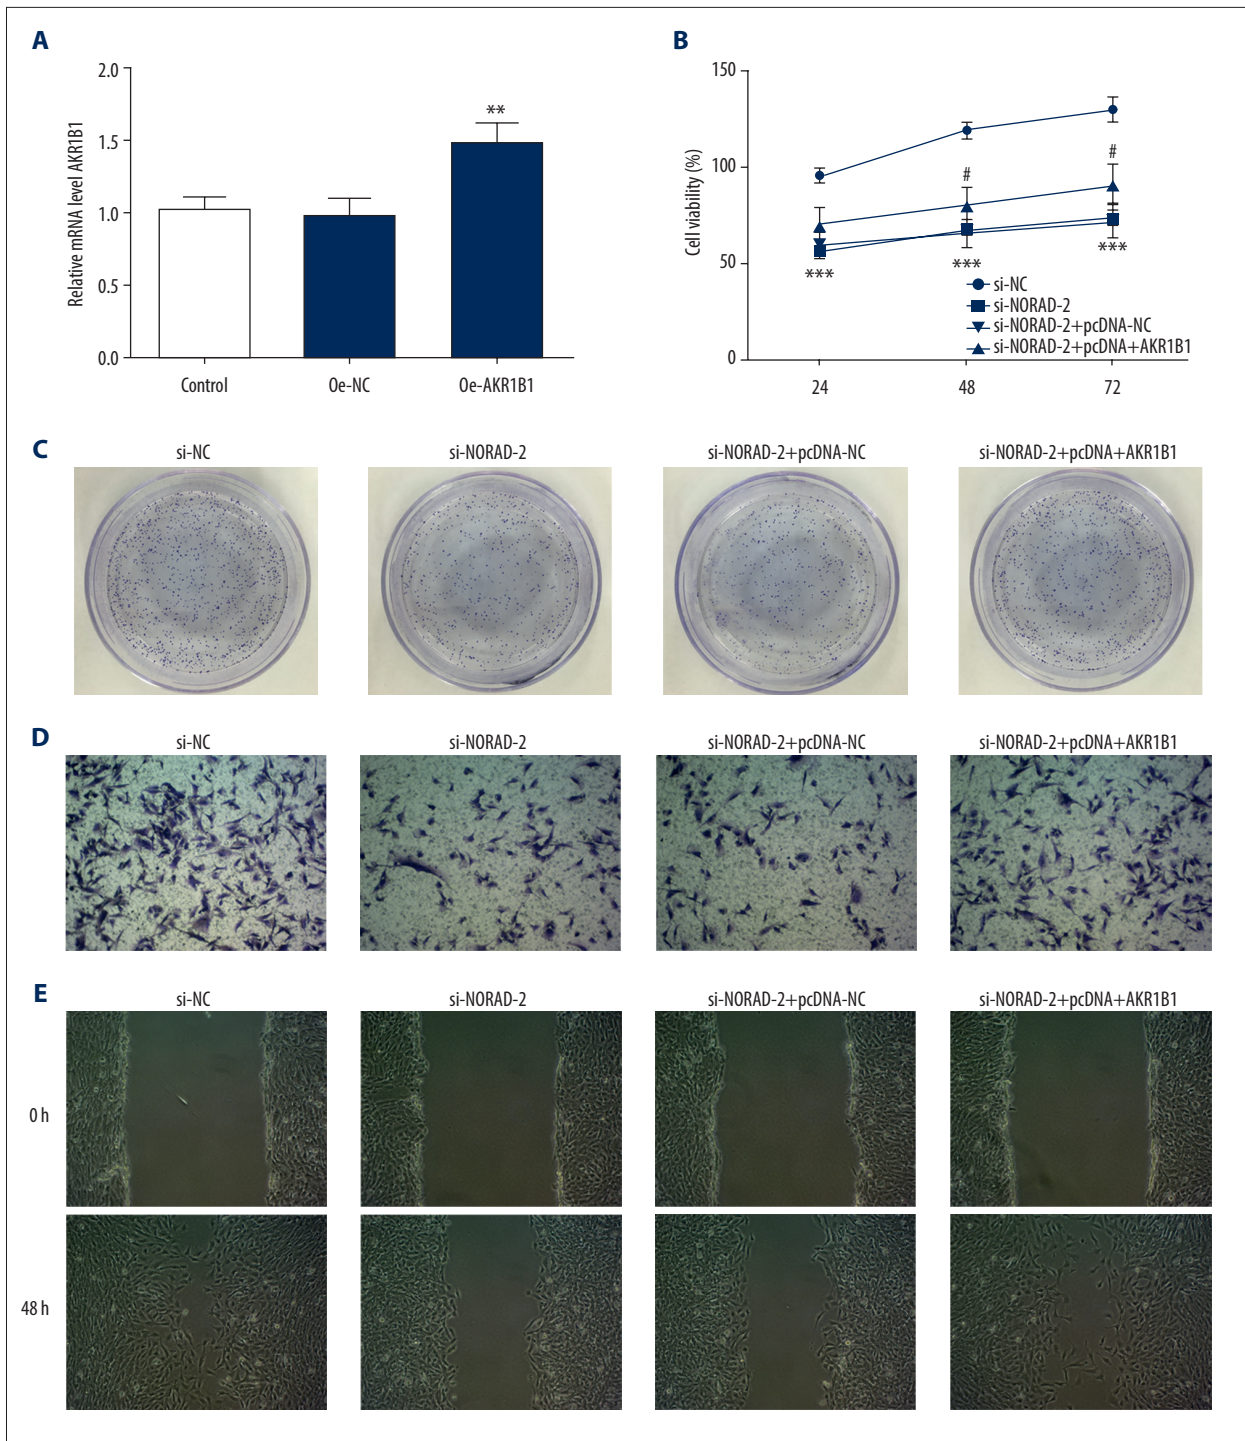 A
Relative mRNA level AKR1B1
2.0
1.5
1.0
0.5
0.0
**
Control
Oe-NC
Oe-AKR1B1
B
Cell viability (%)
150
100
50
0
#
#
***
***
***
si-NC
si-NORAD-2
si-NORAD-2+pcDNA-NC
si-NORAD-2+pcDNA+AKR1B1
24
48
72
C
si-NC
si-NORAD-2
si-NORAD-2+pcDNA-NC
si-NORAD-2+pcDNA+AKR1B1
D
si-NC
si-NORAD-2
si-NORAD-2+pcDNA-NC
si-NORAD-2+pcDNA+AKR1B1
E
si-NC
si-NORAD-2
si-NORAD-2+pcDNA-NC
si-NORAD-2+pcDNA+AKR1B1
0 h
48 h